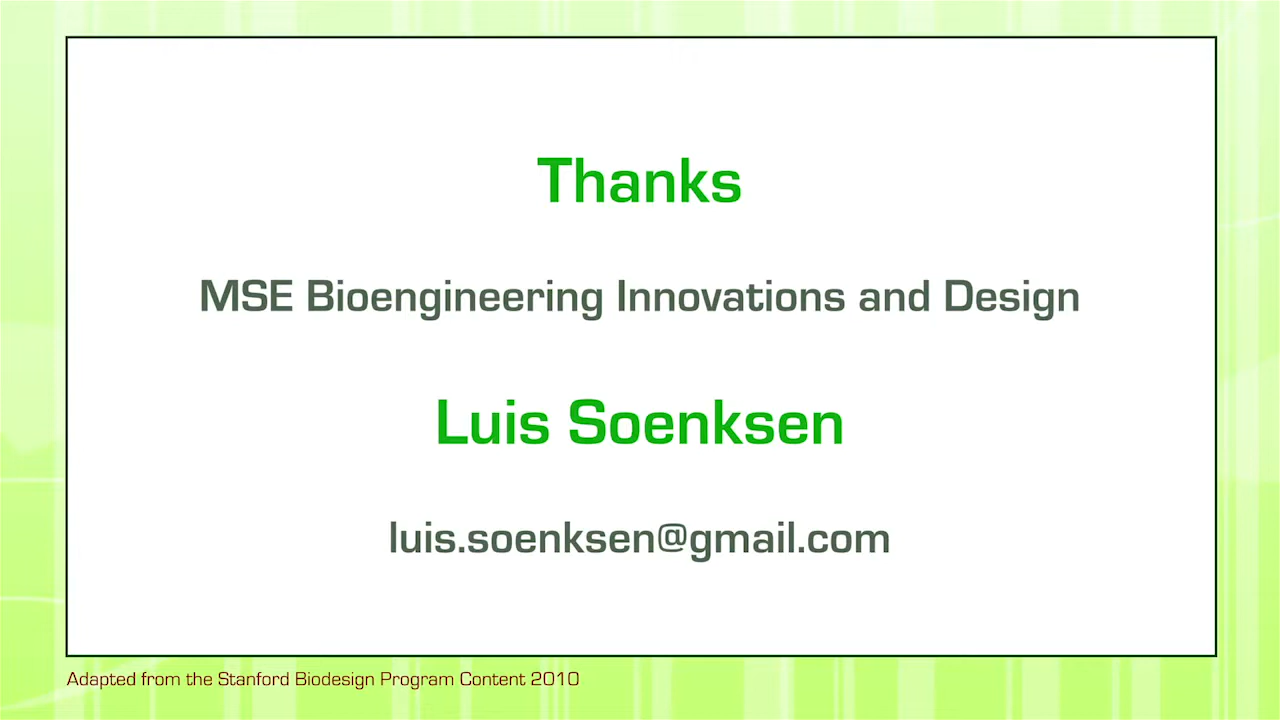 Thanks
MSE Bioengineering Innovations and Design
Luis Soenksen
luis.soenksen@gmail.com
Adapted from the Stanford Biodesign Program Content 2010